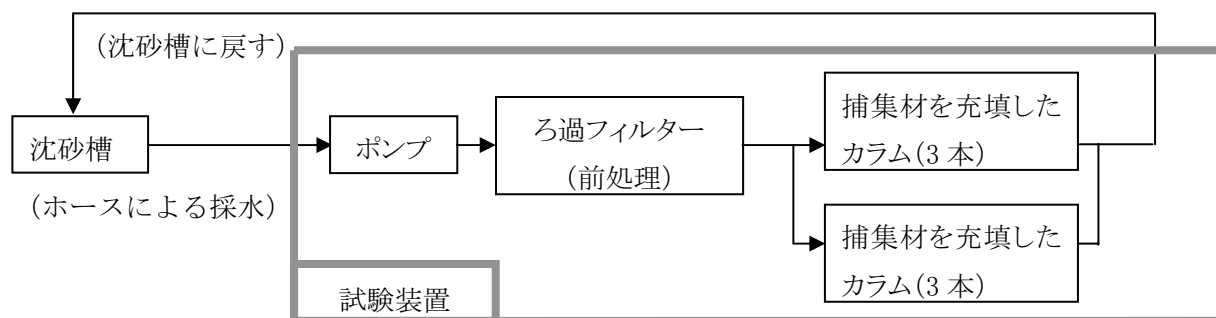 (沈砂槽に戻す)
沈砂槽
(ホースによる採水)
ポンプ
ろ過フィルター
(前処理)
捕集材を充填した
カラム(3 本)
捕集材を充填した
カラム(3 本)
試験装置